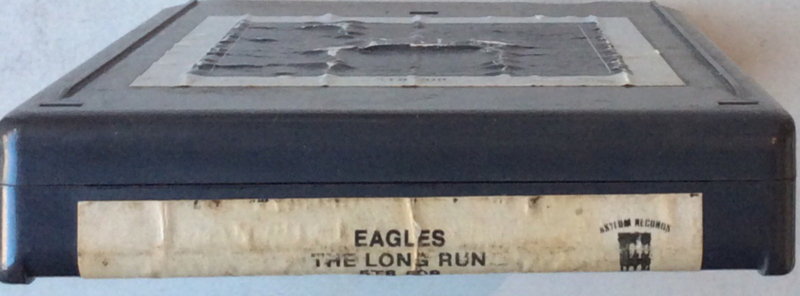 EAGLES
ASYLUM RECORDS
THE LONG RUN